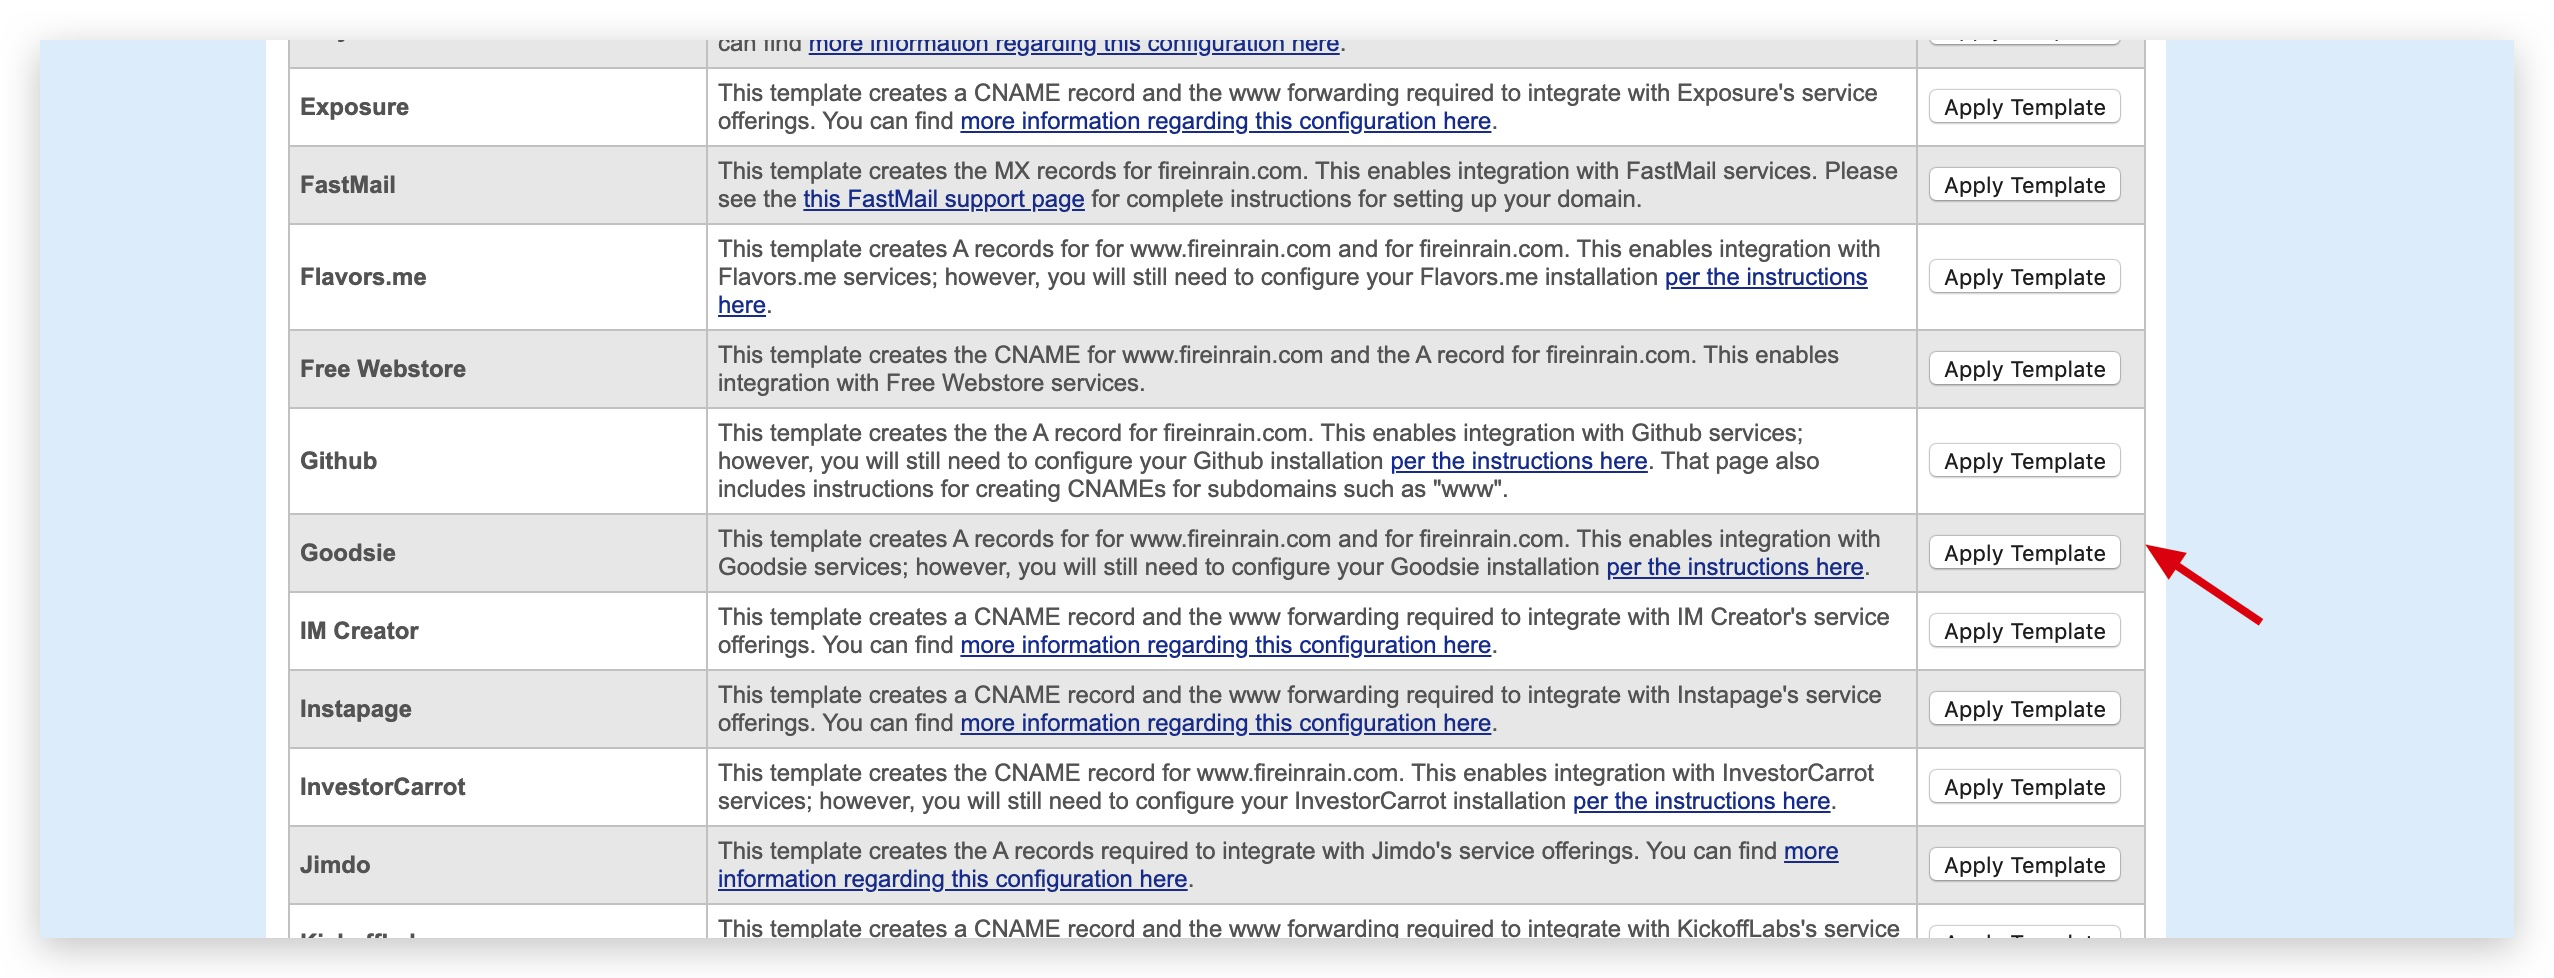 can find more information regarding this configuration here.
Exposure
This template creates a CNAME record and the www forwarding required to integrate with Exposure's service
offerings. You can find more information regarding this configuration here.
Apply Template
FastMail
This template creates the MX records for fireinrain.com. This enables integration with FastMail services. Please
see the this FastMail support page for complete instructions for setting up your domain.
Apply Template
Flavors.me
This template creates A records for for www.fireinrain.com and for fireinrain.com. This enables integration with
Flavors.me services; however, you will still need to configure your Flavors.me installation per the instructions
here.
Apply Template
Free Webstore
This template creates the CNAME for www.fireinrain.com and the A record for fireinrain.com. This enables
integration with Free Webstore services.
Apply Template
Github
This template creates the the A record for fireinrain.com. This enables integration with Github services;
however, you will still need to configure your Github installation per the instructions here. That page also
includes instructions for creating CNAMEs for subdomains such as "www".
Apply Template
Goodsie
This template creates A records for for www.fireinrain.com and for fireinrain.com. This enables integration with
Goodsie services; however, you will still need to configure your Goodsie installation per the instructions here.
Apply Template
IM Creator
This template creates a CNAME record and the www forwarding required to integrate with IM Creator's service
offerings. You can find more information regarding this configuration here.
Apply Template
Instapage
This template creates a CNAME record and the www forwarding required to integrate with Instapage's service
offerings. You can find more information regarding this configuration here.
Apply Template
InvestorCarrot
This template creates the CNAME record for www.fireinrain.com. This enables integration with InvestorCarrot
services; however, you will still need to configure your InvestorCarrot installation per the instructions here.
Apply Template
Jimdo
This template creates the A records required to integrate with Jimdo's service offerings. You can find more
information regarding this configuration here.
Apply Template
This template creates a CNAME record and the www forwarding required to integrate with KickoffLabs's service